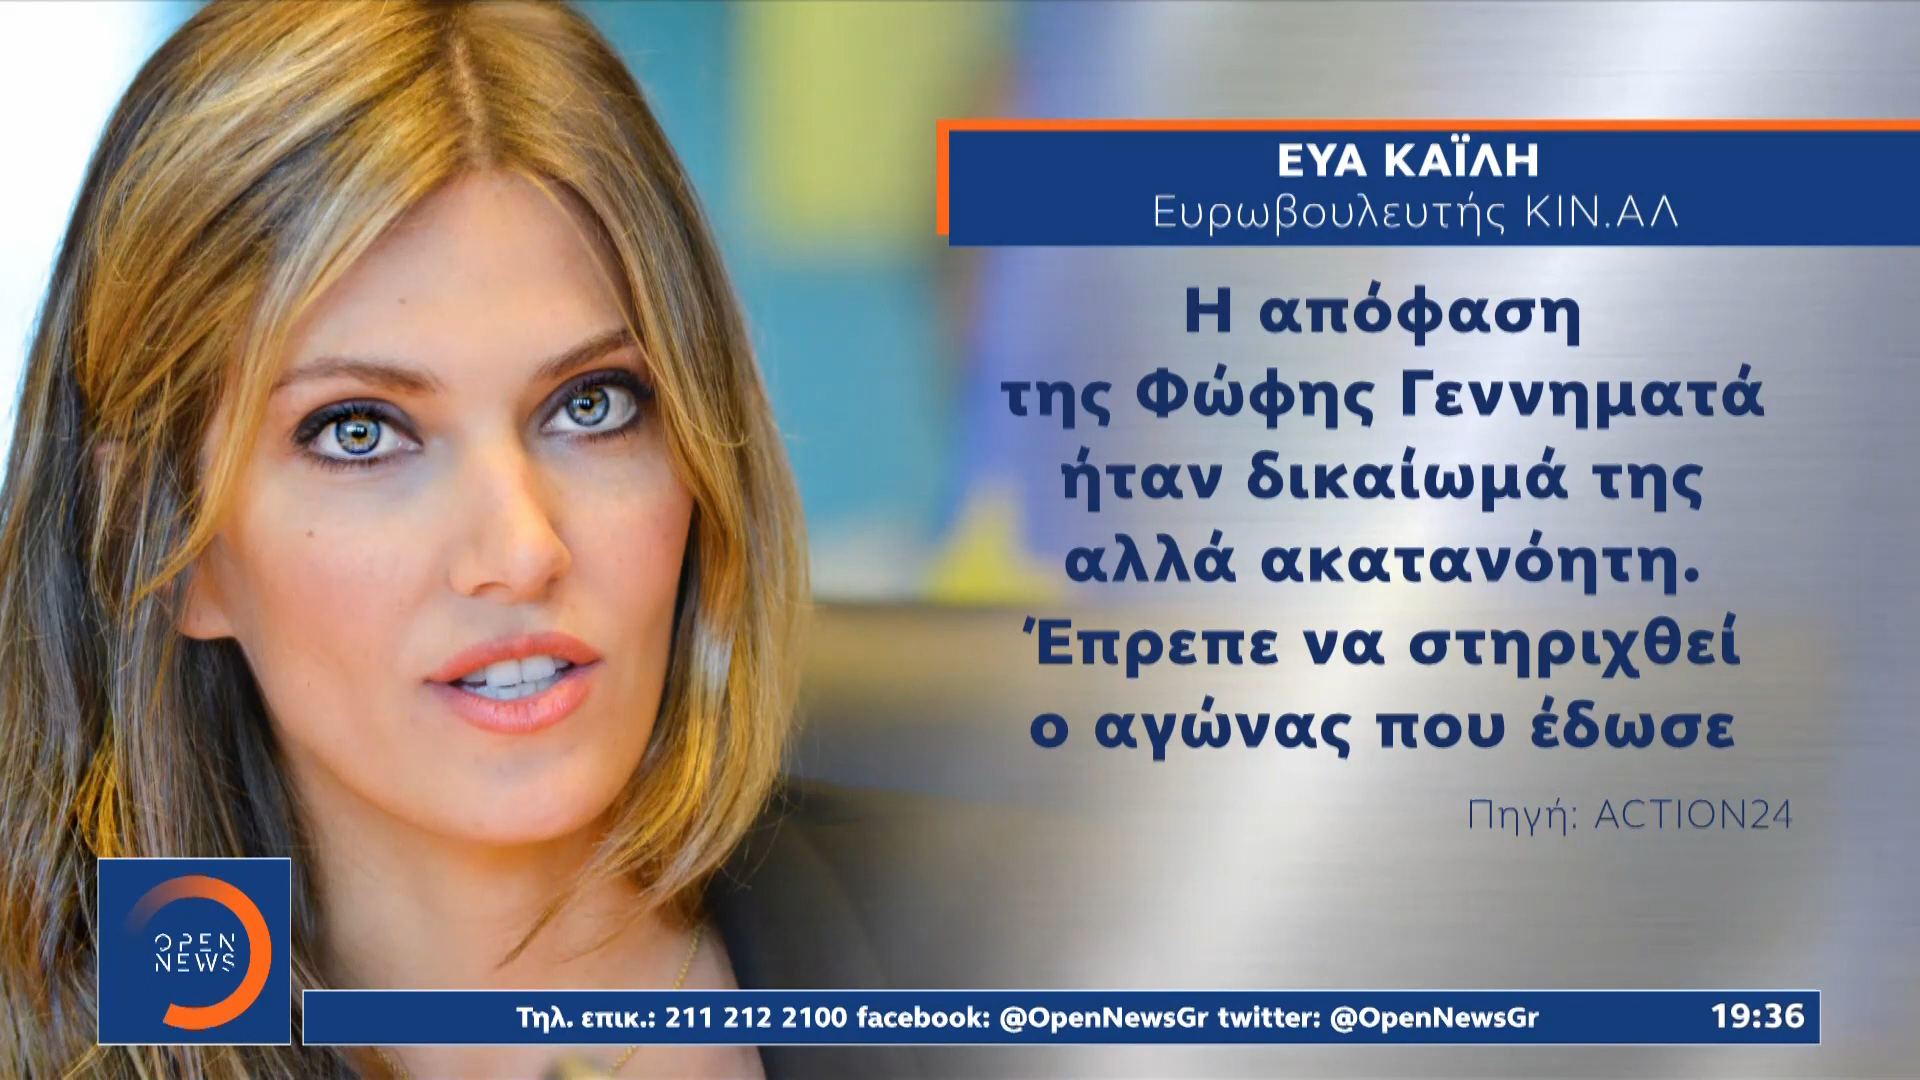 ΕΥΑ ΚΑΪΛΗ
Ευρωβουλευτής ΚΙΝ.ΑΛ
Η απόφαση
της Φώφης Γεννηματά
ήταν δικαίωμά της
αλλά ακατανόητη.
Έπρεπε να στηριχθεί
ο αγώνας που έδωσε
Πηγή: ACTION24
OPEN
NEWS
Τηλ. επικ.: 211 212 2100 facebook: @OpenNewsGr twitter: @OpenNewsGr
19:36